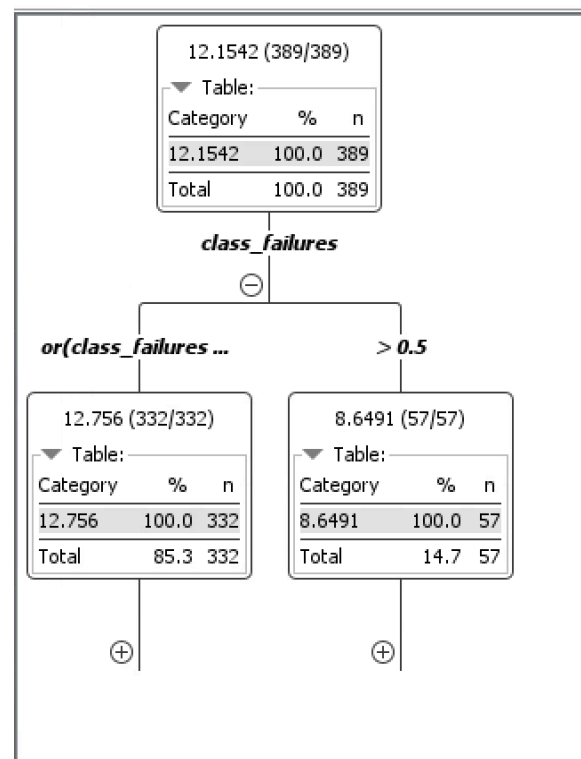 12.1542 (389/389)
Table:
Category % n
12.1542 100.0 389
Total 100.0 389
class_failures
or(class_failures ...
> 0.5
12.756 (332/332)
Table:
Category % n
12.756 100.0 332
Total 85.3 332
8.6491 (57/57)
Table:
Category % n
8.6491 100.0 57
Total 14.7 57